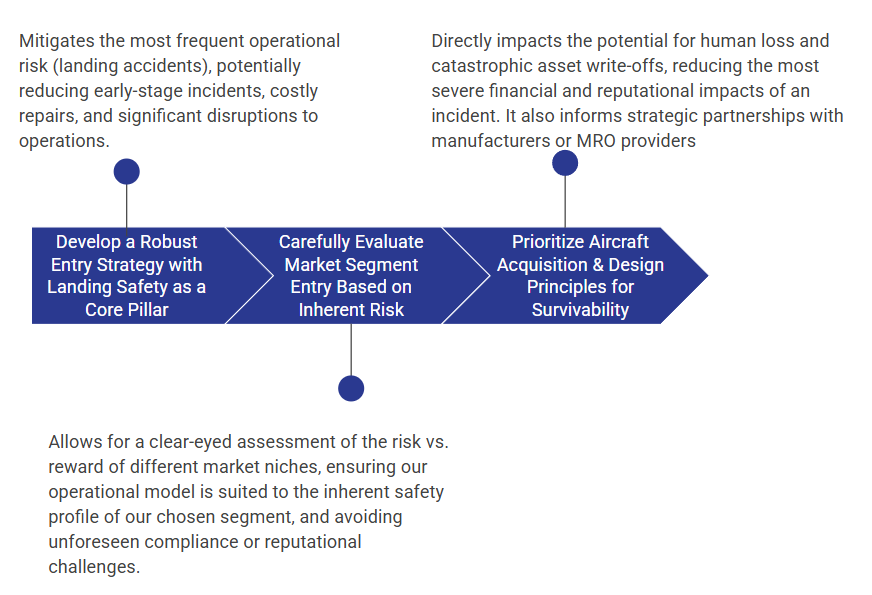 Mitigates the most frequent operational
risk (landing accidents), potentially
reducing early-stage incidents, costly
repairs, and significant disruptions to
operations.
Directly impacts the potential for human loss and
catastrophic asset write-offs, reducing the most
severe financial and reputational impacts of an
incident. It also informs strategic partnerships with
manufacturers or MRO providers
Develop a Robust
Entry Strategy with
Landing Safety as a
Core Pillar
Carefully Evaluate
Market Segment
Entry Based on
Inherent Risk
Prioritize Aircraft
Acquisition & Design
Principles for
Survivability
Allows for a clear-eyed assessment of the risk vs.
reward of different market niches, ensuring our
operational model is suited to the inherent safety
profile of our chosen segment, and avoiding
unforeseen compliance or reputational
challenges.